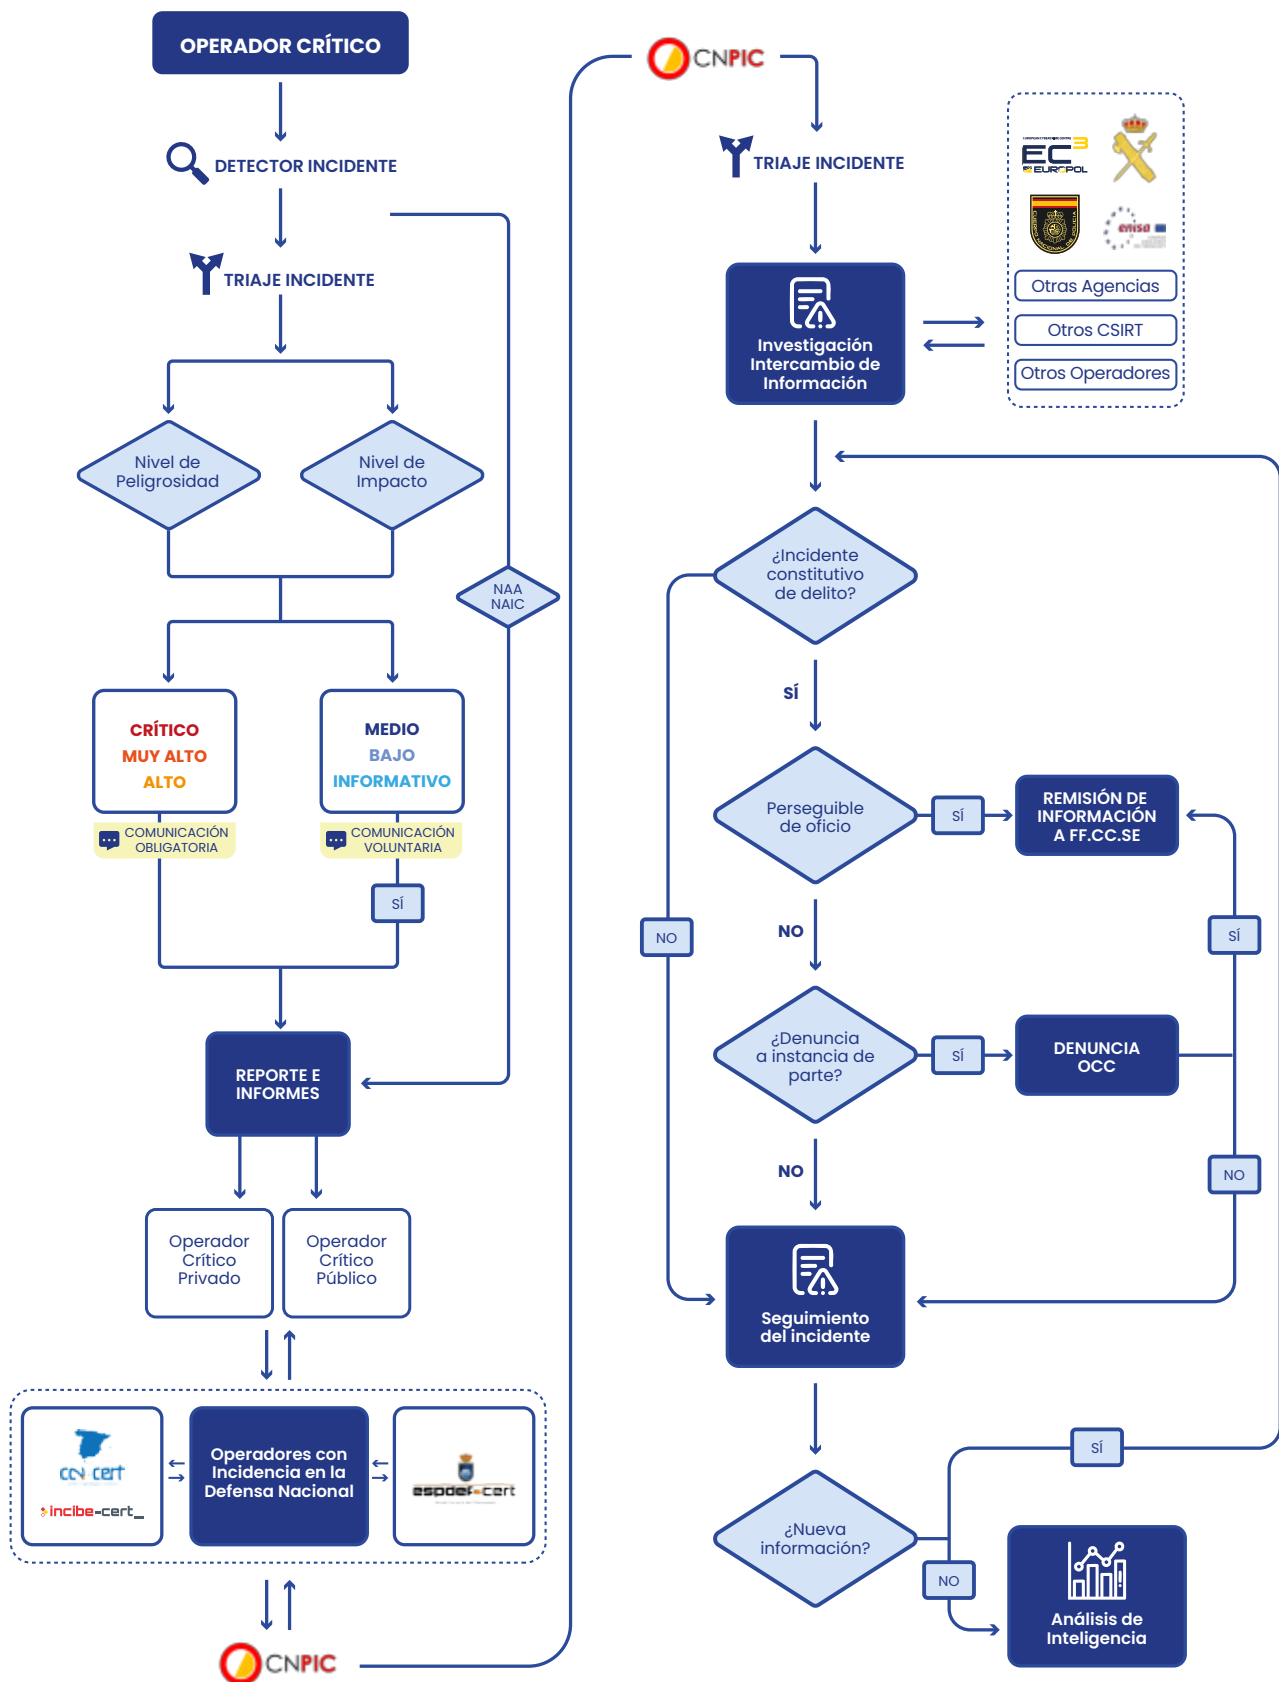 OPERADOR CRÍTICO
DETECTOR INCIDENTE
TRIAJE INCIDENTE
Nivel de
Peligrosidad
Nivel de
Impacto
NAA
NAIC
CRÍTICO
MUY ALTO
ALTO
COMUNICACIÓN
OBLIGATORIA
MEDIO
BAJO
INFORMATIVO
COMUNICACIÓN
VOLUNTARIA
SÍ
REPORTE E
INFORMES
Operador
Crítico
Privado
Operador
Crítico
Público
ccn-cert
incibe-cert_
Operadores con
Incidencia en la
Defensa Nacional
espdef-cert
CNPIC
CNPIC
TRIAJE INCIDENTE
Investigación
Intercambio de
Información
EC3
EUROPOL
CUERPO NACIONAL DE POLICIA
enisa
Otras Agencias
Otros CSIRT
Otros Operadores
¿Incidente
constitutivo
de delito?
SÍ
NO
Perseguible
de oficio
SÍ
REMISIÓN DE
INFORMACIÓN
A FF.CC.SE
NO
SÍ
¿Denuncia
a instancia de
parte?
SÍ
DENUNCIA
OCC
NO
NO
Seguimiento
del incidente
¿Nueva
información?
SÍ
NO
Análisis de
Inteligencia